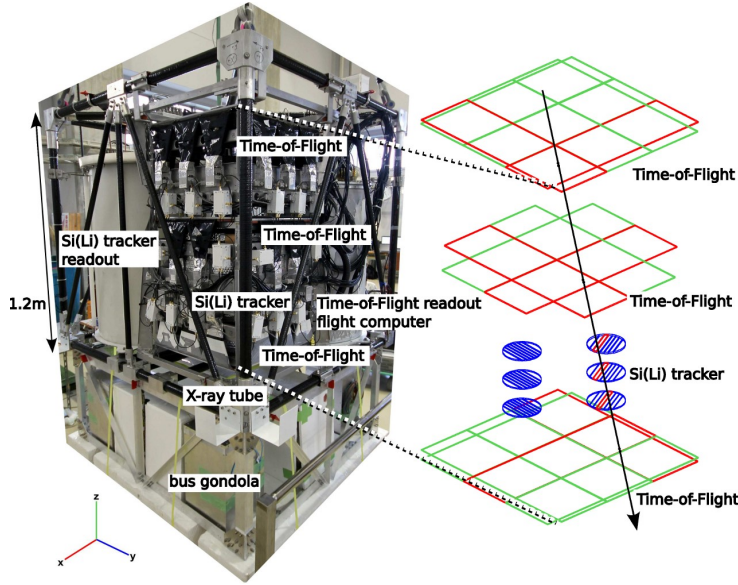 Time-of-Flight
Time-of-Flight
Si(Li) tracker
readout
Time-of-Flight
1.2m
Si(Li) tracker
Time-of-Flight readout
flight computer
Time-of-Flight
Time-of-Flight
Si(Li) tracker
X-ray tube
bus gondola
Time-of-Flight
z
x
y